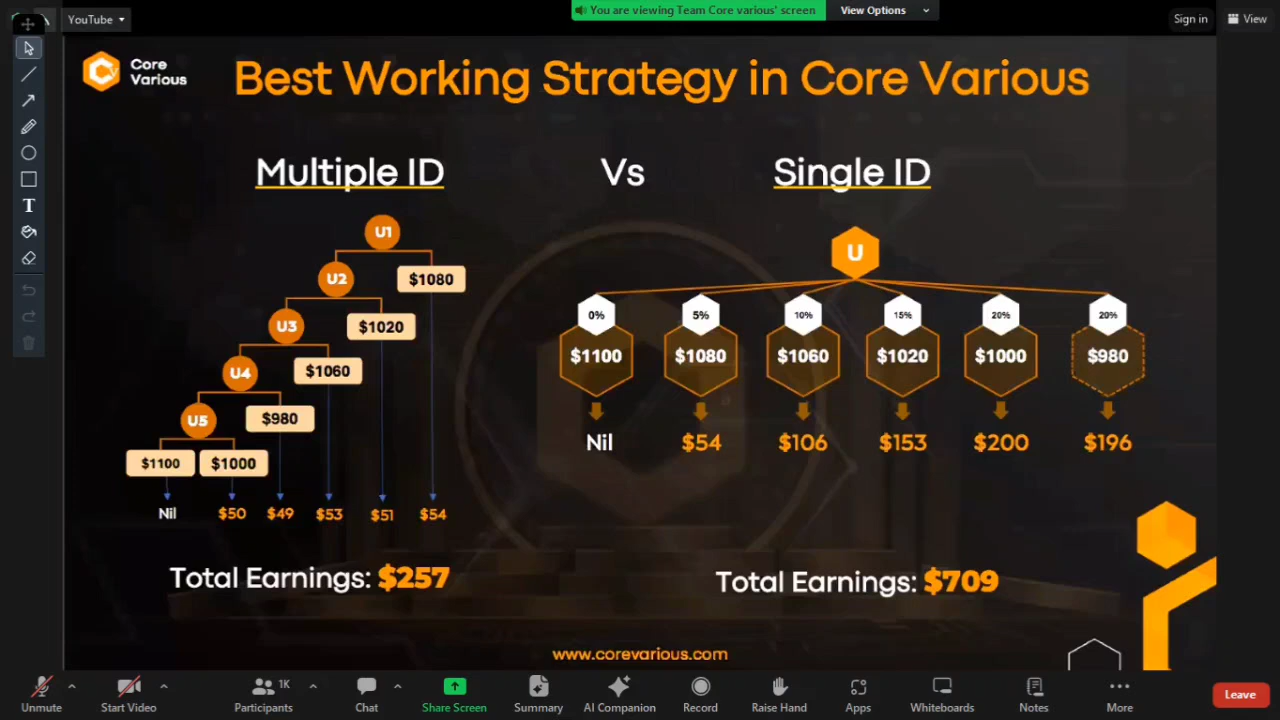 YouTube
You are viewing Team Core various' screen
View Options
Sign in
View
Core
Various
Best Working Strategy in Core Various
Multiple ID
Vs
Single ID
U1
U2
$1080
U3
$1020
U4
$1060
U5
$980
$1100
$1000
Nil
$50
$49
$53
$51
$54
Total Earnings: $257
U
0%
5%
10%
15%
20%
20%
$1100
$1080
$1060
$1020
$1000
$980
Nil
$54
$106
$153
$200
$196
Total Earnings: $709
www.corevarious.com
T
Unmute
Start Video
1K
Participants
Chat
Share Screen
Summary
AI Companion
Record
Raise Hand
Apps
Whiteboards
Notes
More
Leave